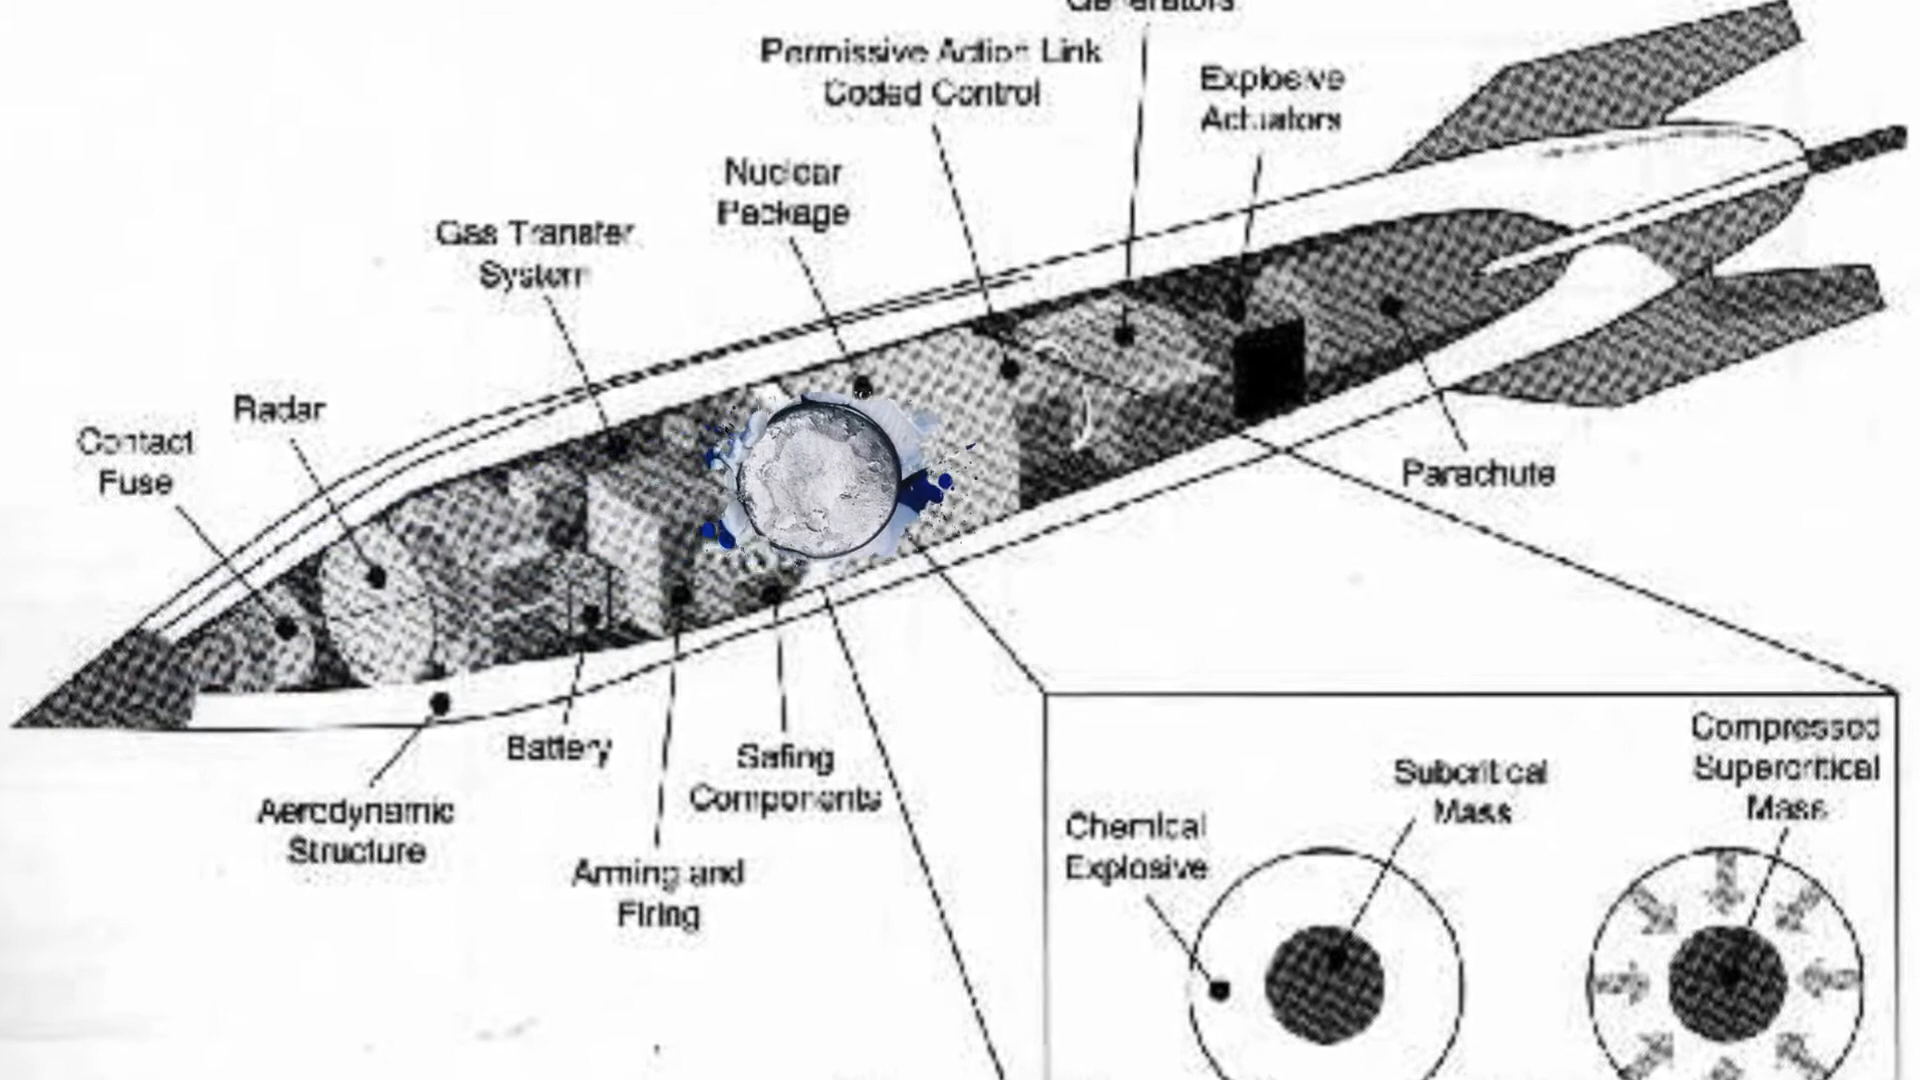 Generators
Permissive Action Link
Coded Control
Explosive
Actuators
Nuclear
Package
Gas Transfer
System
Radar
Contact
Fuse
Parachute
Battery
Safing
Components
Aerodynamic
Structure
Arming and
Firing
Compressed
Supercritical
Mass
Subcritical
Mass
Chemical
Explosive